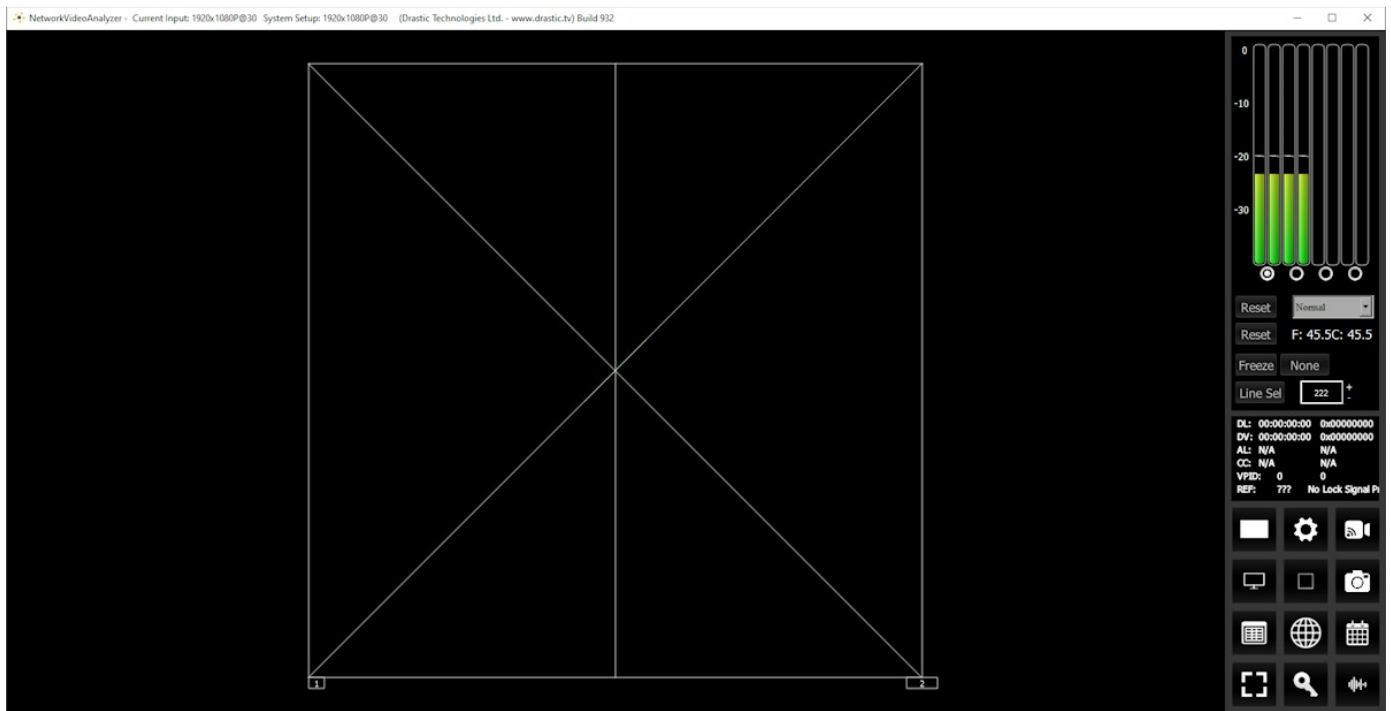 NetworkVideoAnalyzer - Current Input: 1920x1080P@30 System Setup: 1920x1080P@30 (Drastic Technologies Ltd. - www.drastic.tv) Build 932
0
-10
-20
-30
Reset Normal
Reset F: 45.5C: 45.5
Freeze None
Line Sel 222 + -
DL: 00:00:00:00 0x00000000
DV: 00:00:00:00 0x00000000
AL: N/A N/A
CC: N/A N/A
VPID: 0 0
REF: ??? No Lock Signal Pr
1 2